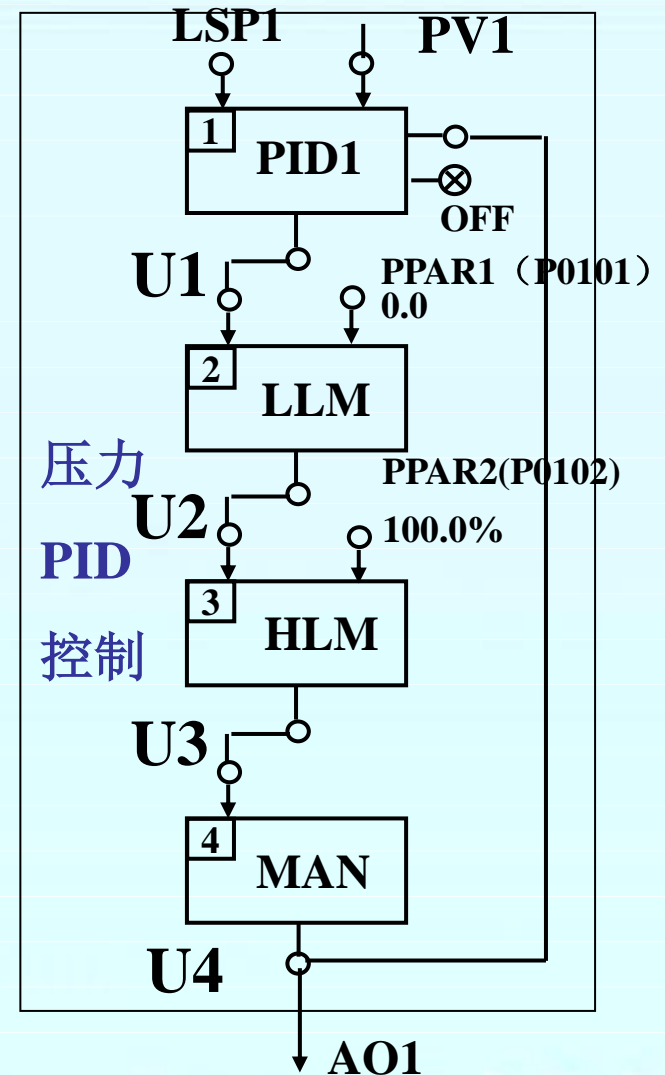 LSP1
PV1
1
PID1
OFF
U1
PPAR1（P0101）
0.0
2
LLM
压力
PID
控制
PPAR2(P0102)
U2
100.0%
3
HLM
U3
4
MAN
U4
AO1